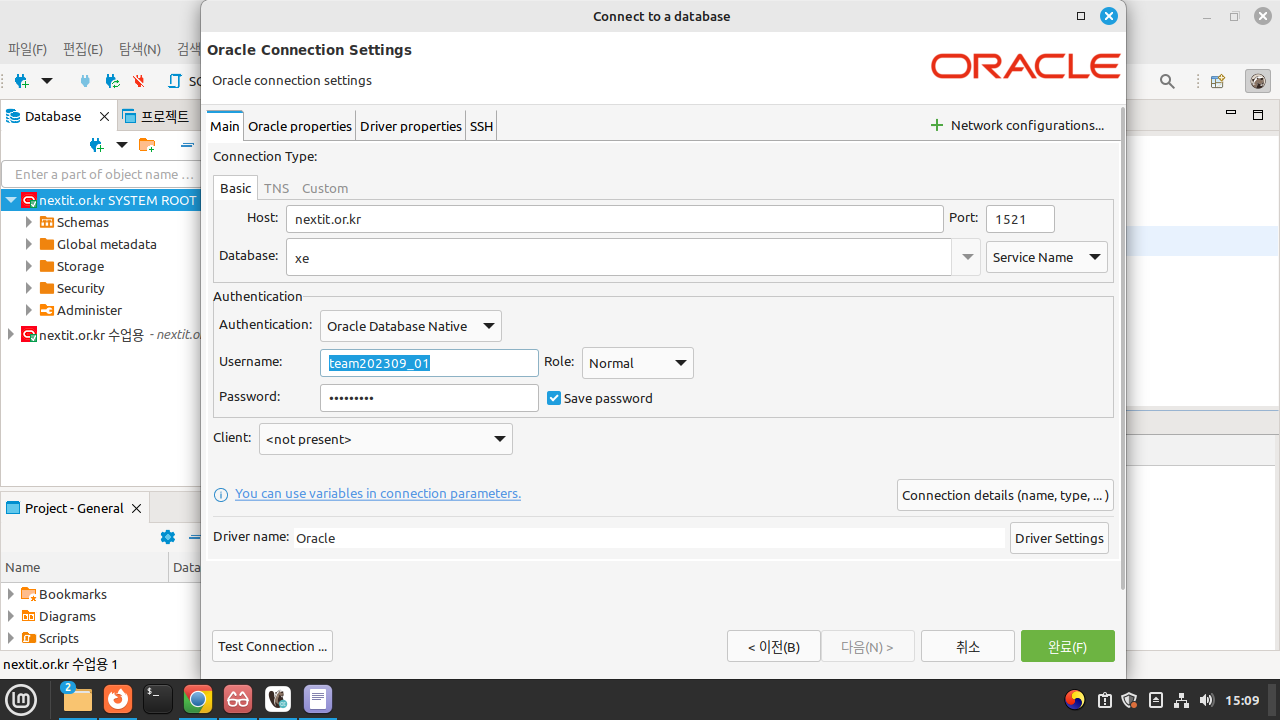 Connect to a database
파일(F) 편집(E) 탐색(N) 검색
Oracle Connection Settings
Oracle connection settings
ORACLE
Database
프로젝트
Enter a part of object name ...
nextit.or.kr SYSTEM ROOT
Schemas
Global metadata
Storage
Security
Administer
nextit.or.kr 수업용 - nextit.o
Main
Oracle properties
Driver properties
SSH
Network configurations...
Connection Type:
Basic
TNS
Custom
Host: nextit.or.kr
Port: 1521
Database: xe
Service Name
Authentication
Authentication: Oracle Database Native
Username: team202309_01
Role: Normal
Password: •••••••••
Save password
Client: <not present>
You can use variables in connection parameters.
Connection details (name, type, ... )
Driver name: Oracle
Driver Settings
Project - General
Name
Data
Bookmarks
Diagrams
Scripts
Test Connection ...
< 이전(B)
다음(N) >
취소
완료(F)
nextit.or.kr 수업용 1
2
$_
15:09